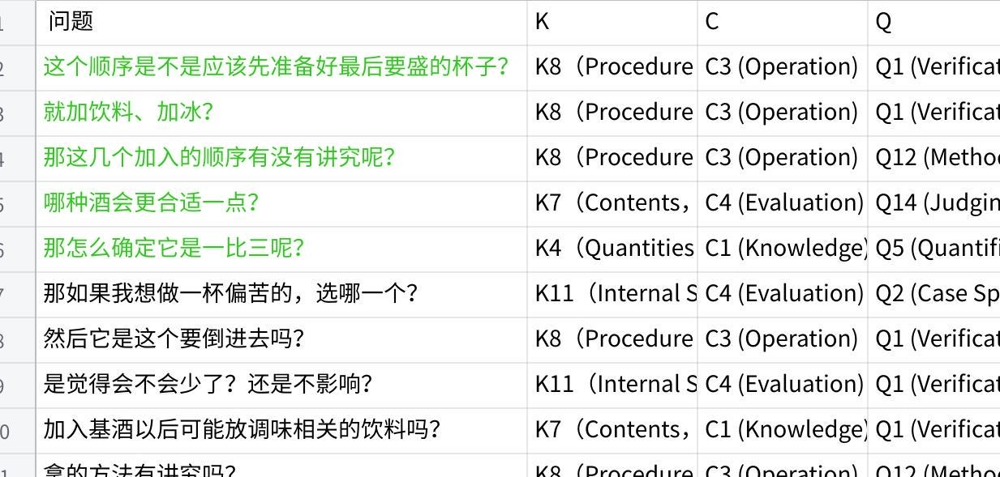 问题 K C Q
2 这个顺序是不是应该先准备好最后要盛的杯子？ K8（Procedure C3 (Operation) Q1 (Verificat
3 就加饮料、加冰？ K8（Procedure C3 (Operation) Q1 (Verificat
4 那这几个加入的顺序有没有讲究呢？ K8（Procedure C3 (Operation) Q12 (Metho
5 哪种酒会更合适一点？ K7（Contents， C4 (Evaluation) Q14 (Judgin
6 那怎么确定它是一比三呢？ K4（Quantities C1 (Knowledge) Q5 (Quantifi
7 那如果我想做一杯偏苦的，选哪一个？ K11（Internal S C4 (Evaluation) Q2 (Case Sp
8 然后它是这个要倒进去吗？ K8（Procedure C3 (Operation) Q1 (Verificat
9 是觉得会不会少了？还是不影响？ K11（Internal S C4 (Evaluation) Q1 (Verificat
0 加入基酒以后可能放调味相关的饮料吗？ K7（Contents， C1 (Knowledge) Q1 (Verificat
1 拿的方法有讲究吗？ K8（Procedure C3 (Operation) Q12 (Metho